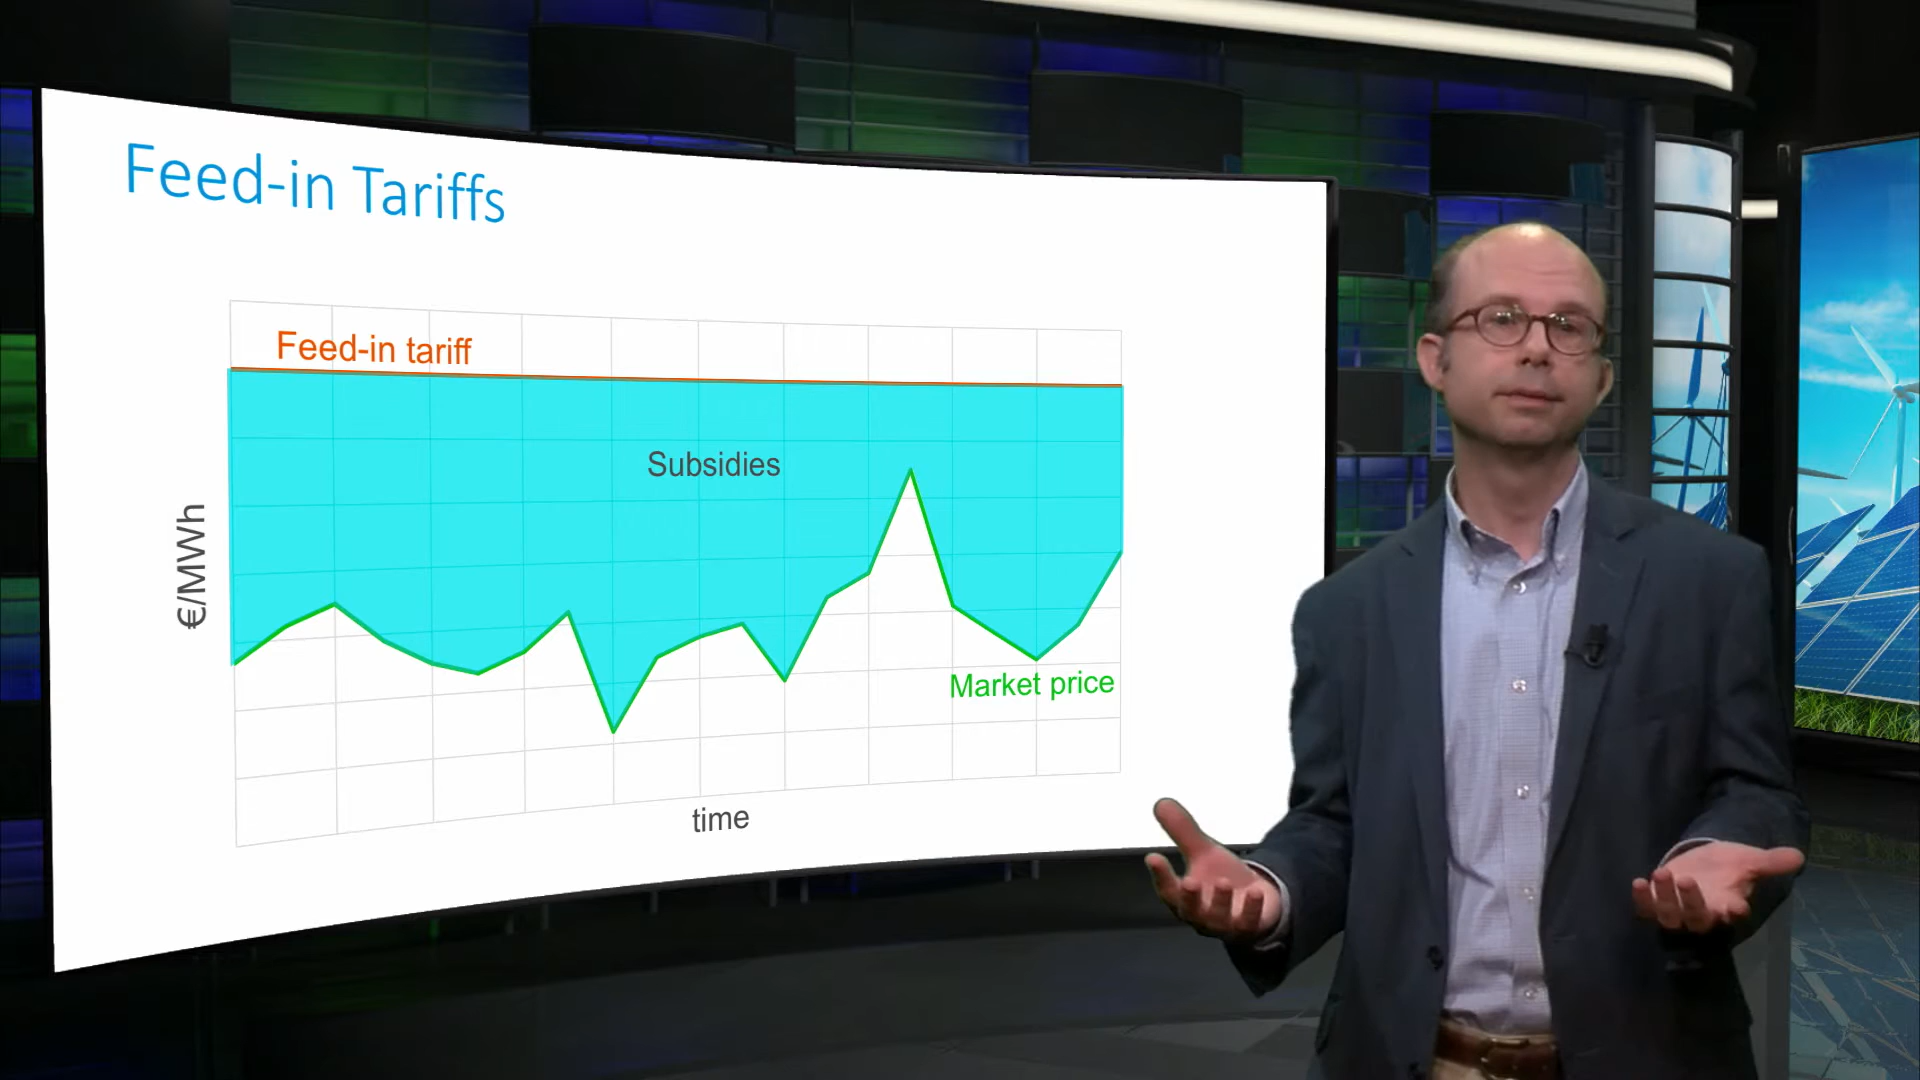 Feed-in Tariffs
Feed-in tariff
Subsidies
€/MWh
Market price
time